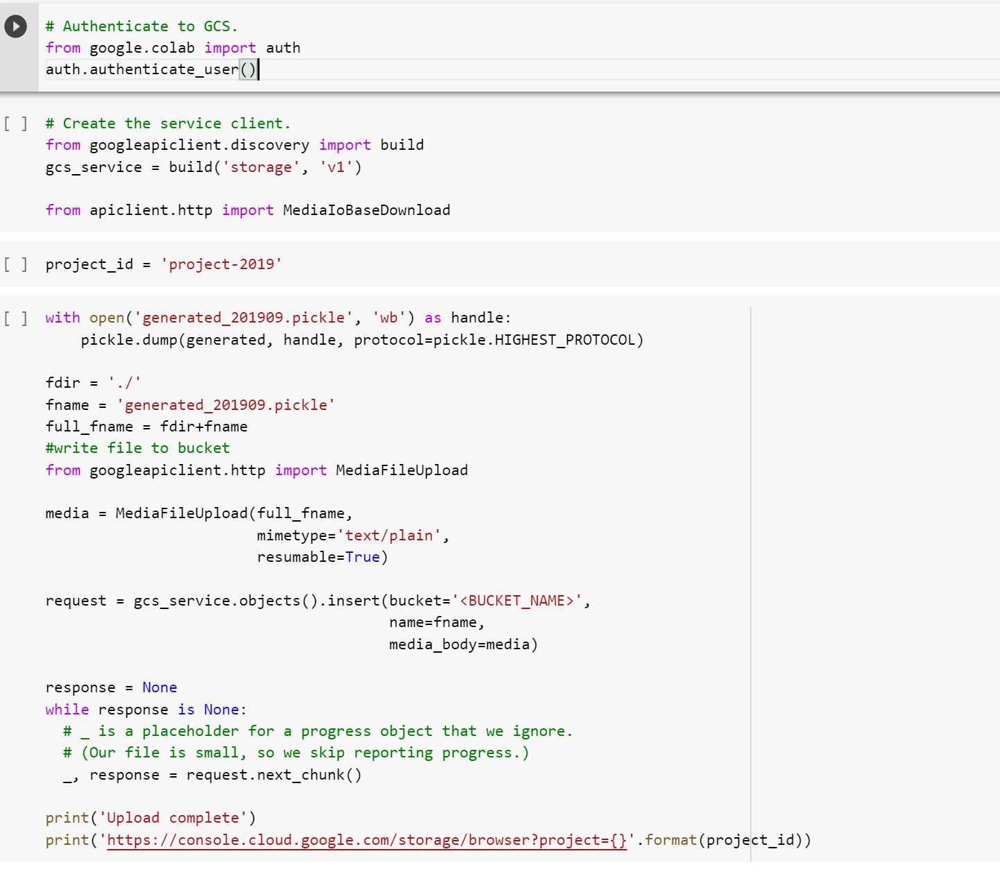 # Authenticate to GCS.
from google.colab import auth
auth.authenticate_user()
[ ] # Create the service client.
from googleapiclient.discovery import build
gcs_service = build('storage', 'v1')
from apiclient.http import MediaIoBaseDownload
[ ] project_id = 'project-2019'
[ ] with open('generated_201909.pickle', 'wb') as handle:
    pickle.dump(generated, handle, protocol=pickle.HIGHEST_PROTOCOL)
fdir = './'
fname = 'generated_201909.pickle'
full_fname = fdir+fname
#write file to bucket
from googleapiclient.http import MediaFileUpload
media = MediaFileUpload(full_fname,
                        mimetype='text/plain',
                        resumable=True)
request = gcs_service.objects().insert(bucket='<BUCKET_NAME>',
                                       name=fname,
                                       media_body=media)
response = None
while response is None:
  # _ is a placeholder for a progress object that we ignore.
  # (Our file is small, so we skip reporting progress.)
  _, response = request.next_chunk()
print('Upload complete')
print('https://console.cloud.google.com/storage/browser?project={}'.format(project_id))